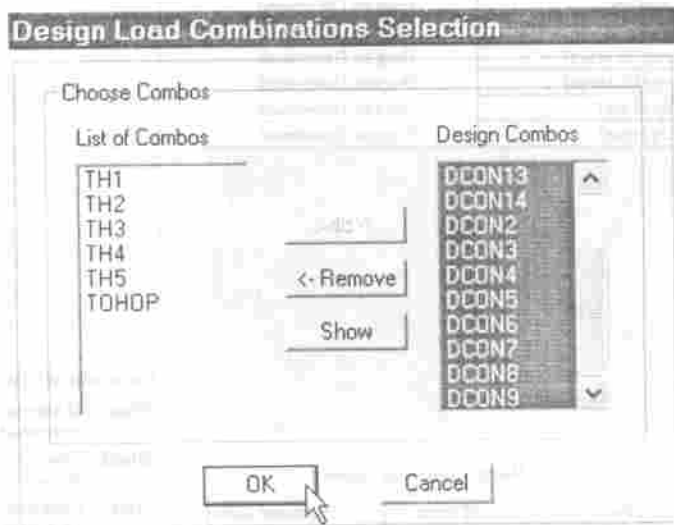 Design Load Combinations Selection
Choose Combos
List of Combos
TH1
TH2
TH3
TH4
TH5
TOHOP
<- Remove
Show
Design Combos
DCON13
DCON14
DCON2
DCON3
DCON4
DCON5
DCON6
DCON7
DCON8
DCON9
OK
Cancel